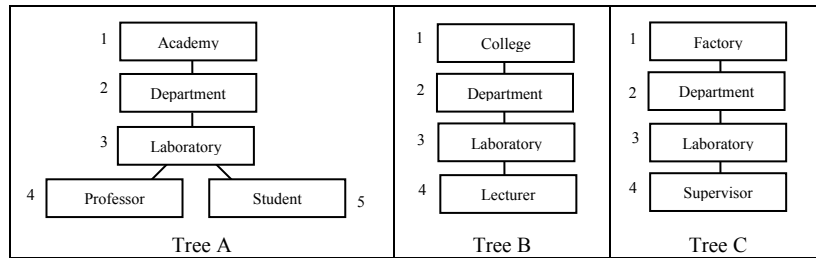 1 Academy
2 Department
3 Laboratory
4 Professor Student 5
Tree A
1 College
2 Department
3 Laboratory
4 Lecturer
Tree B
1 Factory
2 Department
3 Laboratory
4 Supervisor
Tree C